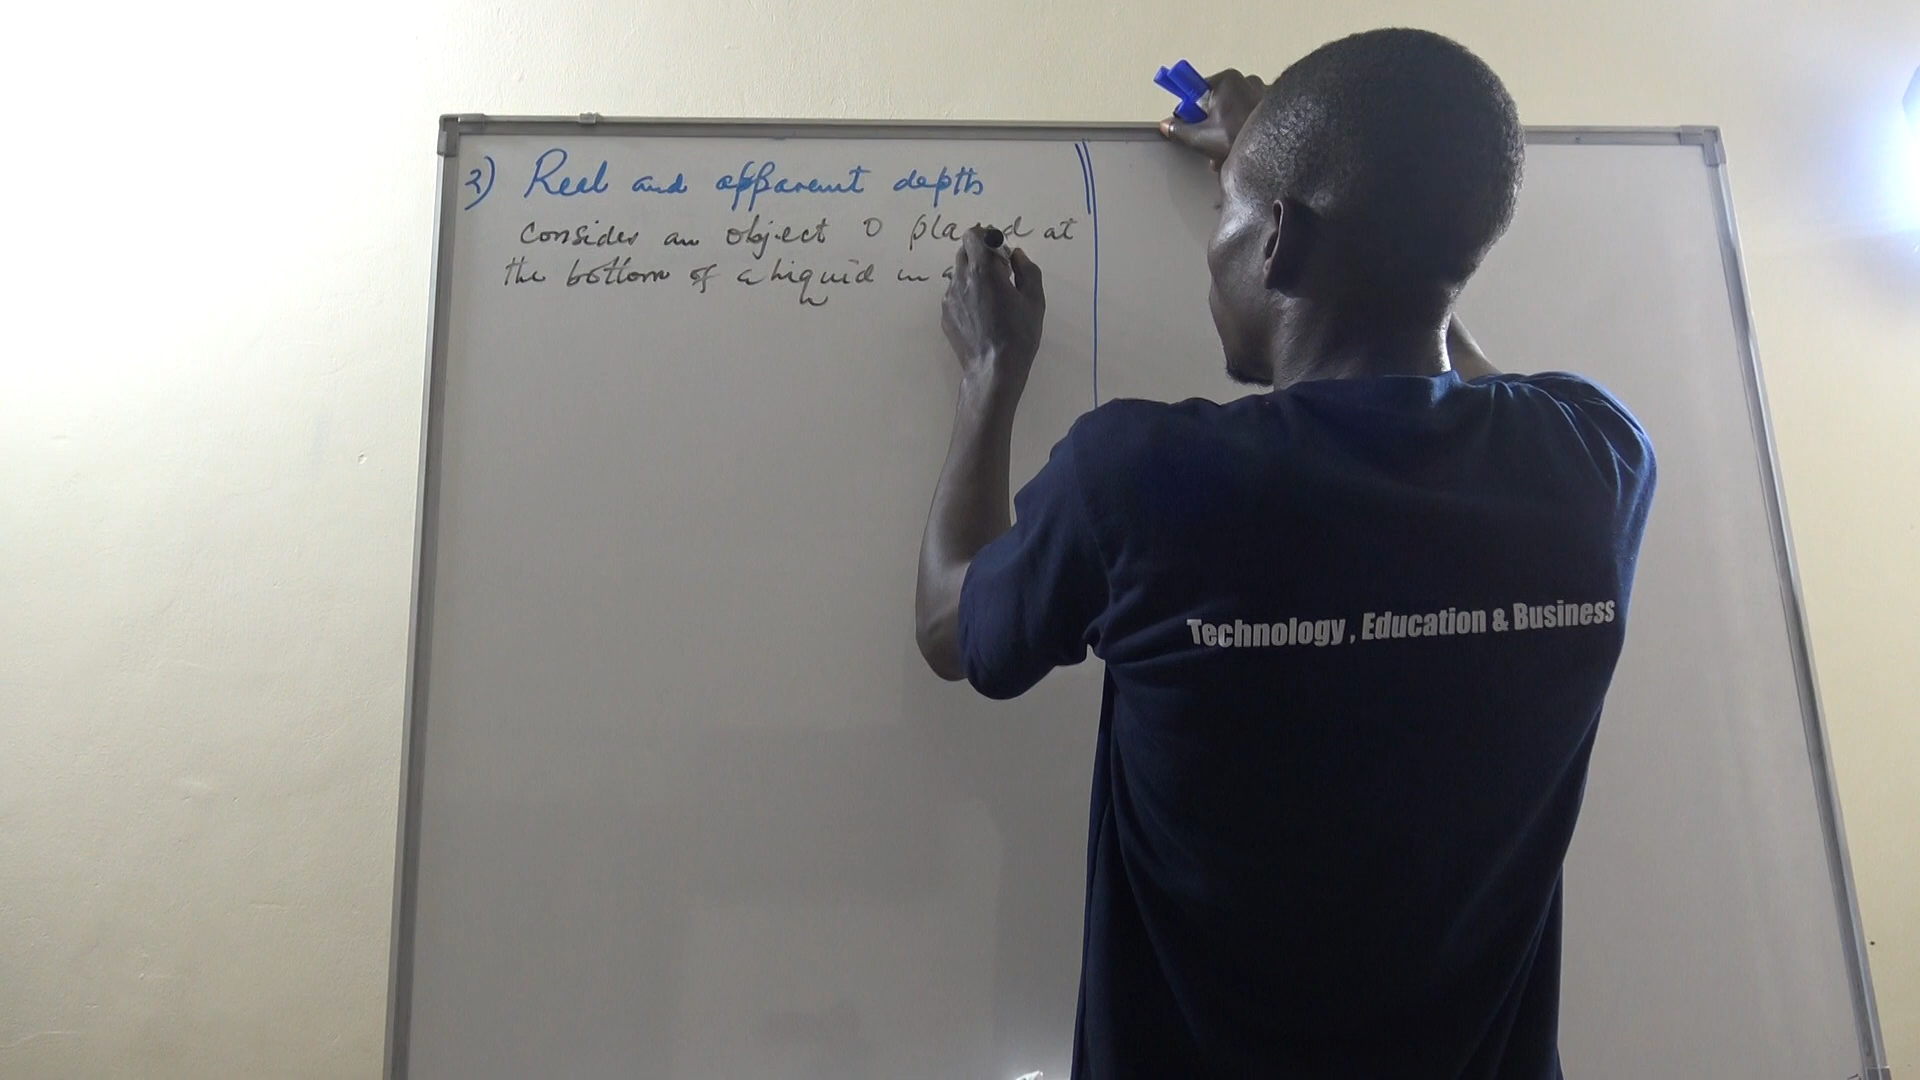 2) Real and apparent depths
Consider an object O placed at
the bottom of a liquid in a
Technology, Education & Business